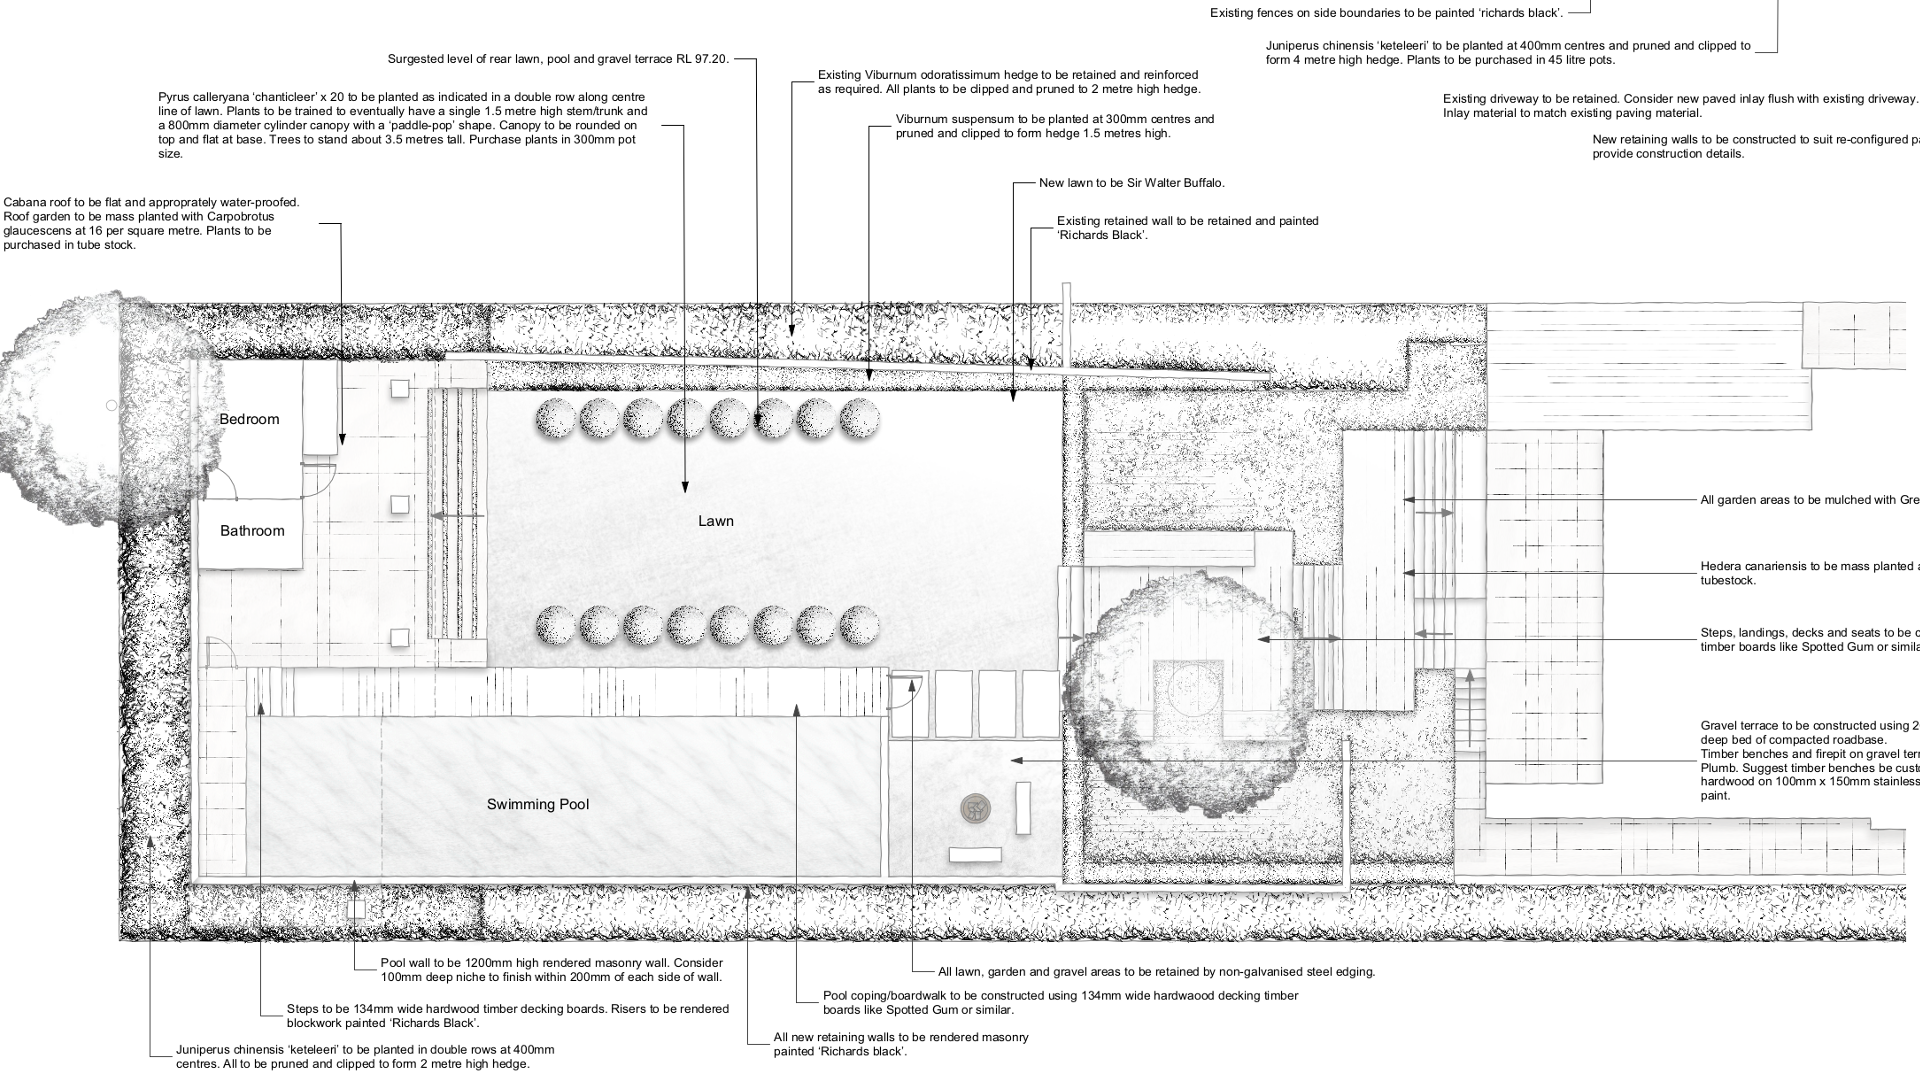 Existing fences on side boundaries to be painted ‘richards black’.
Juniperus chinensis ‘keteleeri’ to be planted at 400mm centres and pruned and clipped to
form 4 metre high hedge. Plants to be purchased in 45 litre pots.
Surgested level of rear lawn, pool and gravel terrace RL 97.20.
Existing Viburnum odoratissimum hedge to be retained and reinforced
as required. All plants to be clipped and pruned to 2 metre high hedge.
Pyrus calleryana ‘chanticleer’ x 20 to be planted as indicated in a double row along centre
line of lawn. Plants to be trained to eventually have a single 1.5 metre high stem/trunk and
a 800mm diameter cylinder canopy with a ‘paddle-pop’ shape. Canopy to be rounded on
top and flat at base. Trees to stand about 3.5 metres tall. Purchase plants in 300mm pot
size.
Existing driveway to be retained. Consider new paved inlay flush with existing driveway.
Inlay material to match existing paving material.
Viburnum suspensum to be planted at 300mm centres and
pruned and clipped to form hedge 1.5 metres high.
New retaining walls to be constructed to suit re-configured
provide construction details.
New lawn to be Sir Walter Buffalo.
Cabana roof to be flat and approprately water-proofed.
Roof garden to be mass planted with Carpobrotus
glaucescens at 16 per square metre. Plants to be
purchased in tube stock.
Existing retained wall to be retained and painted
‘Richards Black’.
Bedroom
Bathroom
Lawn
Swimming Pool
All garden areas to be mulched with
Hedera canariensis to be mass planted
tubestock.
Steps, landings, decks and seats to be
timber boards like Spotted Gum or
Gravel terrace to be constructed using
deep bed of compacted roadbase.
Timber benches and firepit on gravel
Plumb. Suggest timber benches be
hardwood on 100mm x 150mm stainless
paint.
Pool wall to be 1200mm high rendered masonry wall. Consider
100mm deep niche to finish within 200mm of each side of wall.
All lawn, garden and gravel areas to be retained by non-galvanised steel edging.
Steps to be 134mm wide hardwood timber decking boards. Risers to be rendered
blockwork painted ‘Richards Black’.
Pool coping/boardwalk to be constructed using 134mm wide hardwaood decking timber
boards like Spotted Gum or similar.
All new retaining walls to be rendered masonry
painted ‘Richards black’.
Juniperus chinensis ‘keteleeri’ to be planted in double rows at 400mm
centres. All to be pruned and clipped to form 2 metre high hedge.